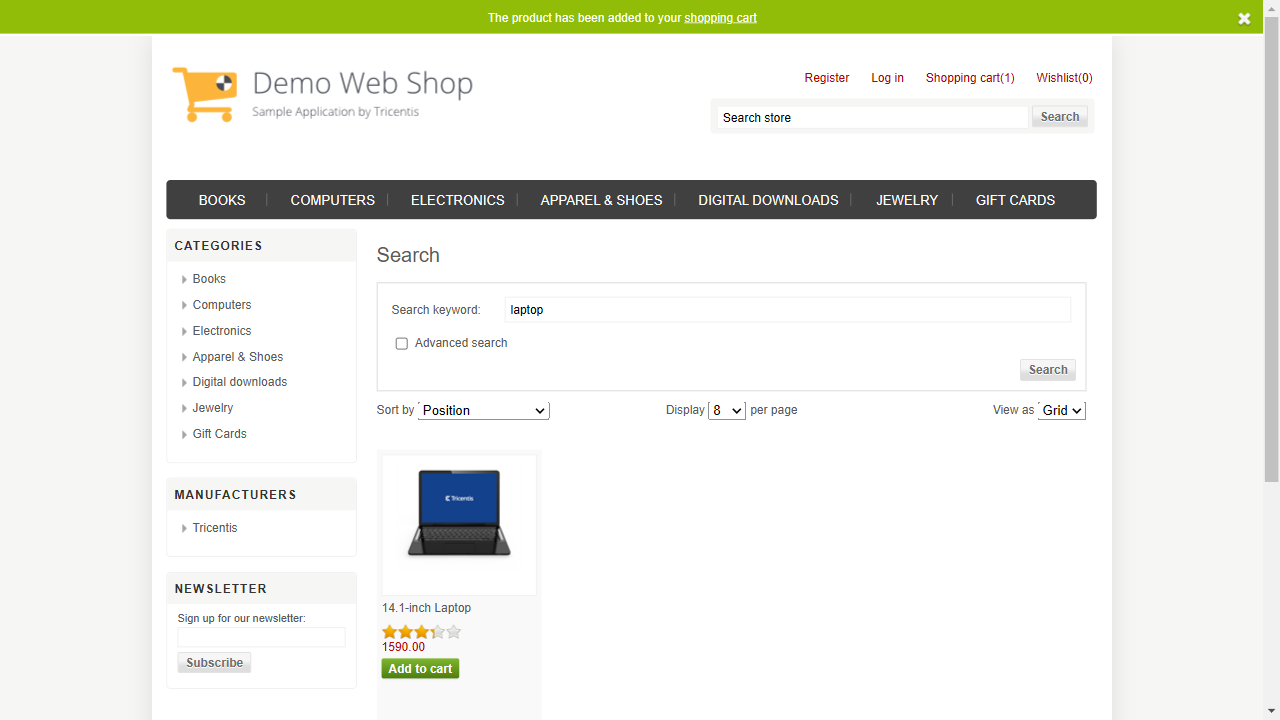 The product has been added to your shopping cart
Demo Web Shop
Sample Application by Tricentis
Register Log in Shopping cart(1) Wishlist(0)
Search store Search
BOOKS COMPUTERS ELECTRONICS APPAREL & SHOES DIGITAL DOWNLOADS JEWELRY GIFT CARDS
CATEGORIES
Books
Computers
Electronics
Apparel & Shoes
Digital downloads
Jewelry
Gift Cards
MANUFACTURERS
Tricentis
NEWSLETTER
Sign up for our newsletter:
Subscribe
Search
Search keyword: laptop
Advanced search
Search
Sort by Position Display 8 per page View as Grid
Tricentis
14.1-inch Laptop
1590.00
Add to cart